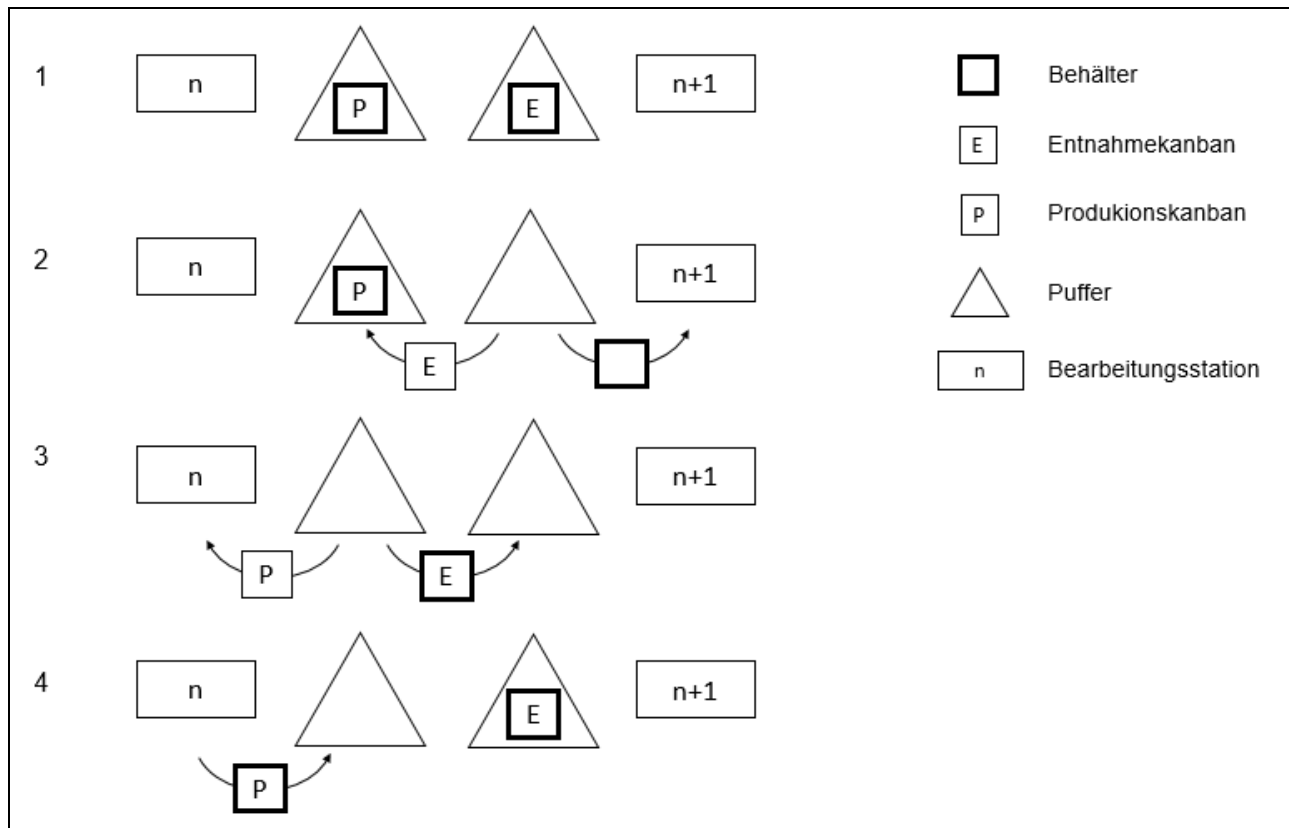 1
n
P
E
n+1
2
n
P
n+1
E
3
n
n+1
P
E
4
n
E
n+1
P
Behälter
E Entnahmekanban
P Produkionskanban
Puffer
n Bearbeitungsstation